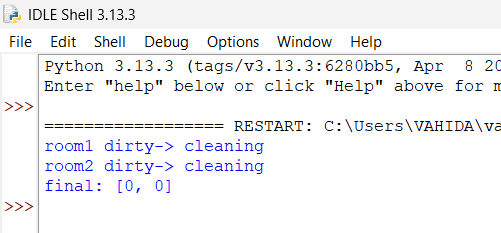 IDLE Shell 3.13.3
File Edit Shell Debug Options Window Help
Python 3.13.3 (tags/v3.13.3:6280bb5, Apr 8 20
Enter "help" below or click "Help" above for m
>>>
================== RESTART: C:\Users\VAHIDA\va
room1 dirty-> cleaning
room2 dirty-> cleaning
final: [0, 0]
>>>